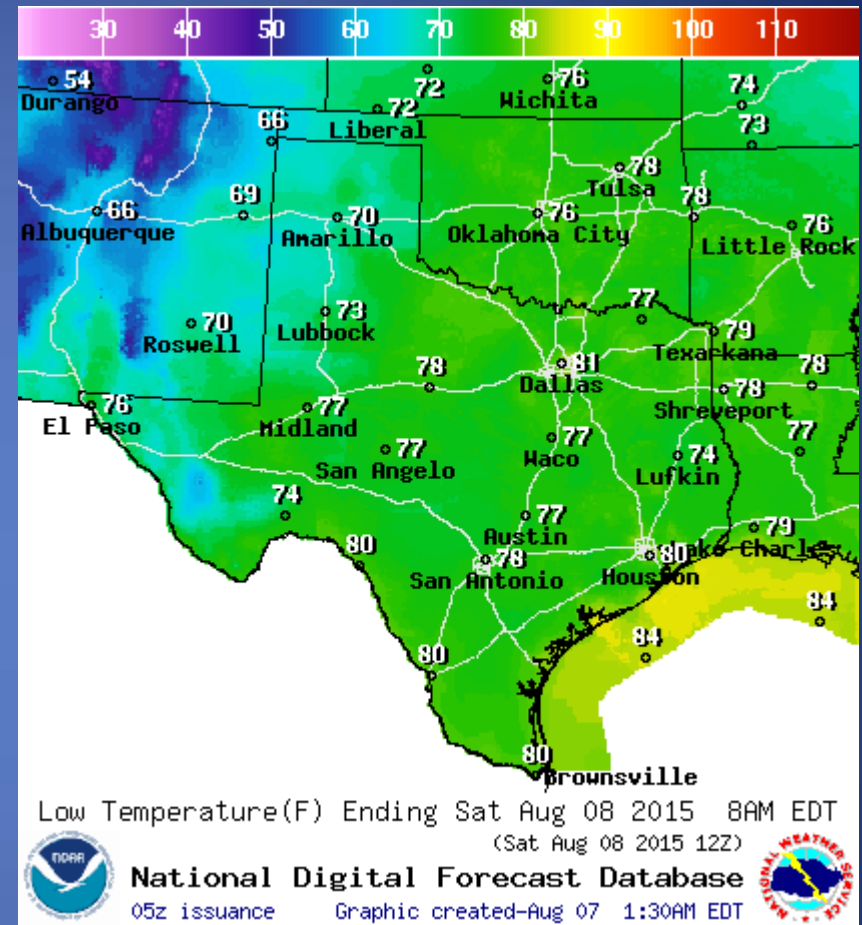 30 40 50 60 70 80 90 100 110
54
Durango
72
Wichita 76
74
72
Liberal
66
73
78
Tulsa
66
Albuquerque
69
70
Amarillo
76
Oklahoma City
78
76
Little Rock
70
Roswell
73
Lubbock
77
79
Texarkana
81
Dallas
78
78
78
Shreveport
76
El Paso
77
Midland
77
San Angelo
77
Waco
74
Lufkin
77
74
77
Austin
79
Lake Charles
80
78
San Antonio
80
Houston
84
84
80
80
Brownsville
Low Temperature(F) Ending Sat Aug 08 2015 8AM EDT
(Sat Aug 08 2015 12Z)
NOAA
National Digital Forecast Database
05z issuance Graphic created-Aug 07 1:30AM EDT
NATIONAL WEATHER SERVICE